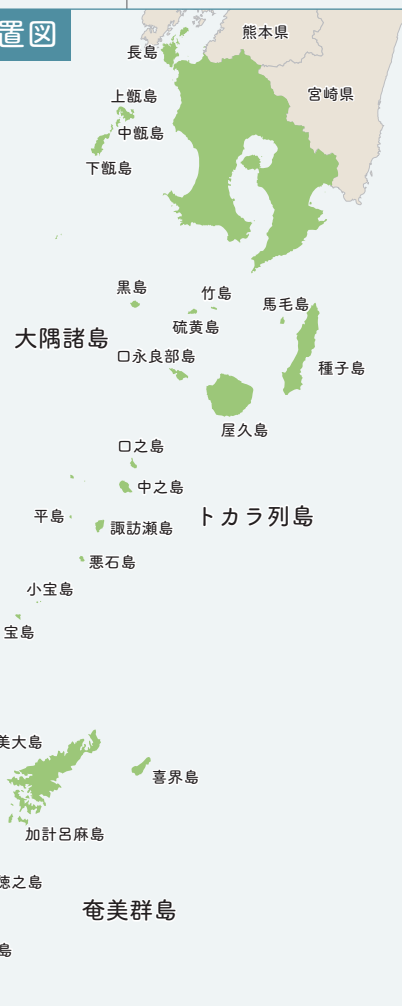 置図
熊本県
長島
宮崎県
上甑島
中甑島
下甑島
黒島
竹島
馬毛島
硫黄島
大隅諸島
口永良部島
種子島
屋久島
口之島
中之島
平島
諏訪瀬島
トカラ列島
悪石島
小宝島
宝島
美大島
喜界島
加計呂麻島
徳之島
奄美群島
島